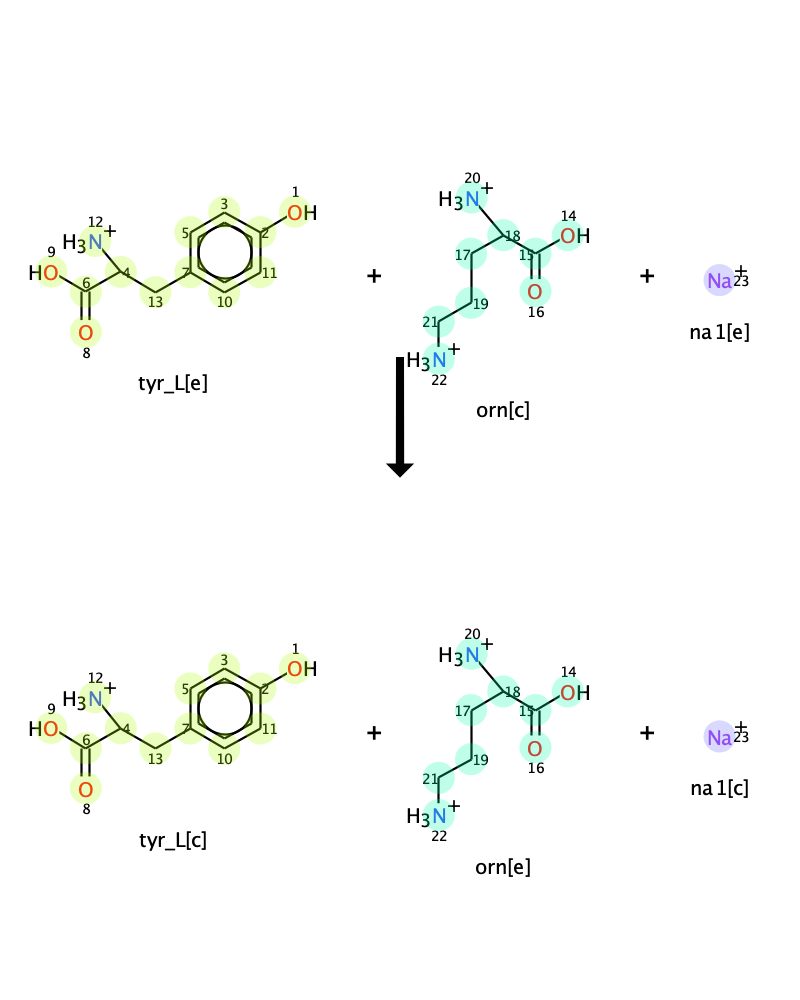 1
3
12
H₃N⁺
5
2
OH
9
HO
6
4
7
11
13
10
O
8
tyr_L[e]
+
20
H₃N⁺
14
18
OH
17
15
O
16
19
21
H₃N⁺
22
orn[c]
+
Na⁺
23
na1[e]
1
3
12
H₃N⁺
5
2
OH
9
HO
6
4
7
11
13
10
O
8
tyr_L[c]
+
20
H₃N⁺
14
18
OH
17
15
O
16
19
21
H₃N⁺
22
orn[e]
+
Na⁺
23
na1[c]